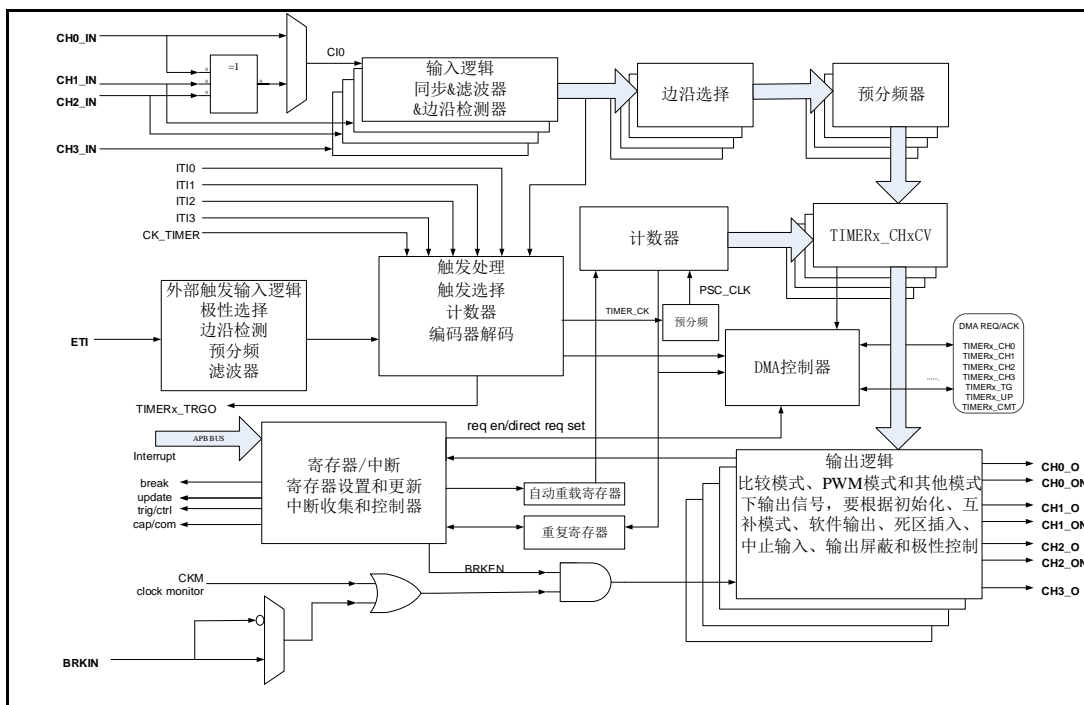 CH0_IN
CH1_IN
CH2_IN
CH3_IN
=1
CI0
输入逻辑
同步&滤波器
&边沿检测器
边沿选择
预分频器
ITI0
ITI1
ITI2
ITI3
CK_TIMER
触发处理
触发选择
计数器
编码器解码
计数器
TIMERx_CHxCV
PSC_CLK
TIMER_CK
预分频
外部触发输入逻辑
极性选择
边沿检测
预分频
滤波器
ETI
DMA控制器
DMA REQ/ACK
TIMERx_CH0
TIMERx_CH1
TIMERx_CH2
TIMERx_CH3
TIMERx_TG
TIMERx_UP
TIMERx_CMT
......
TIMERx_TRGO
APB BUS
req en/direct req set
Interrupt
break
update
trig/ctrl
cap/com
寄存器/中断
寄存器设置和更新
中断收集和控制器
自动重载寄存器
重复寄存器
输出逻辑
比较模式、PWM模式和其他模式
下输出信号，要根据初始化、互
补模式、软件输出、死区插入、
中止输入、输出屏蔽和极性控制
CH0_O
CH0_ON
CH1_O
CH1_ON
CH2_O
CH2_ON
CH3_O
BRKEN
CKM
clock monitor
BRKIN